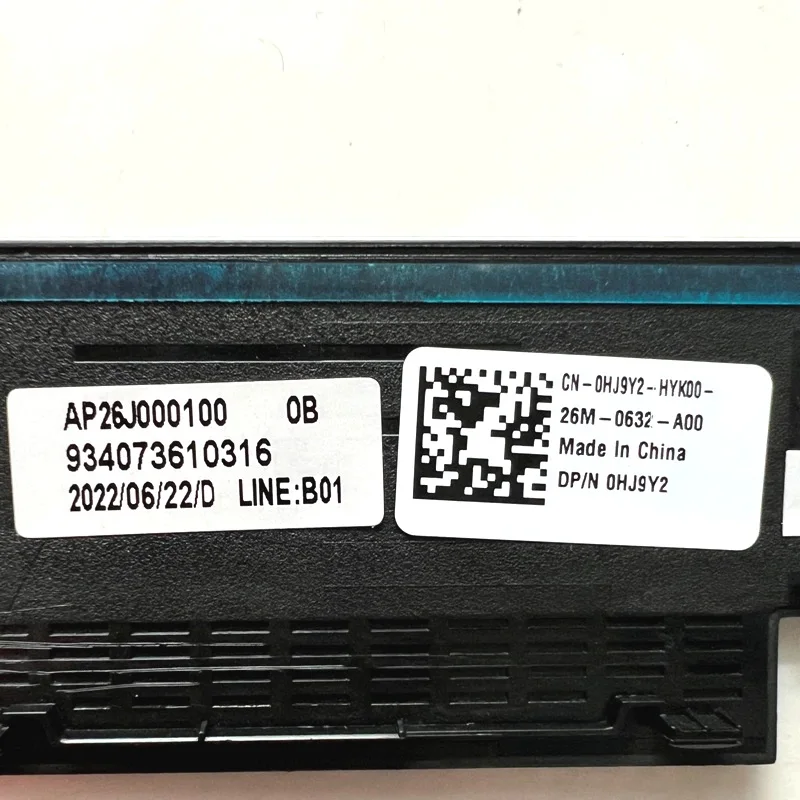 AP26J000100 0B
934073610316
2022/06/22/D LINE:B01
CN-0HJ9Y2-HYK00-
26M-0632-A00
Made In China
DP/N 0HJ9Y2